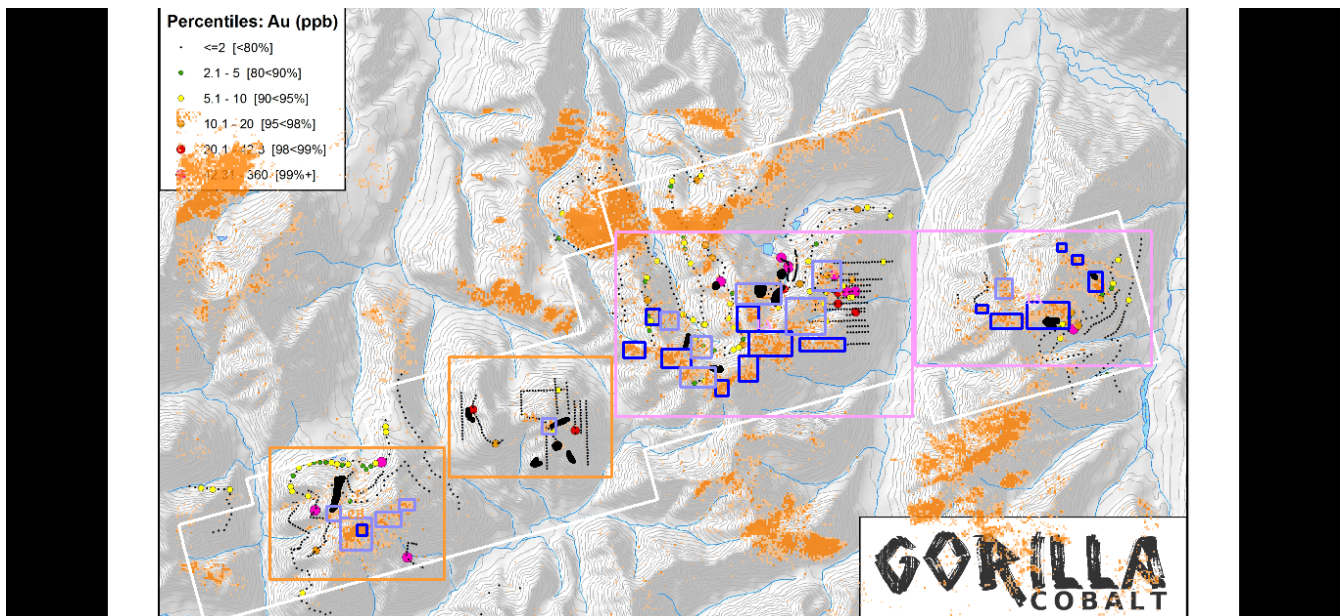 Percentiles: Au (ppb)
<=2 [<80%]
2.1 - 5 [80<90%]
5.1 - 10 [90<95%]
10.1 - 20 [95<98%]
[98<99%]
360 [99%+]
GORILLA
COBALT